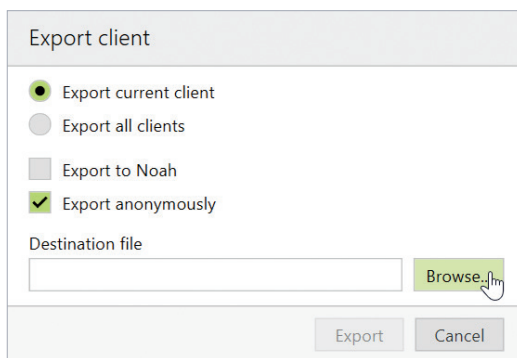 Export client
Export current client
Export all clients
Export to Noah
Export anonymously
Destination file
Browse...
Export
Cancel